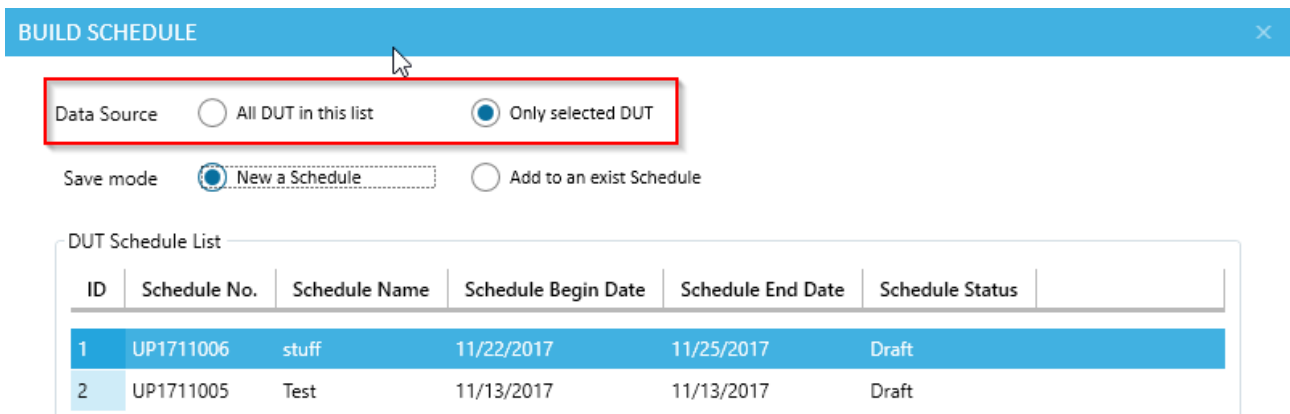 BUILD SCHEDULE
Data Source All DUT in this list Only selected DUT
Save mode New a Schedule Add to an exist Schedule
DUT Schedule List
ID Schedule No. Schedule Name Schedule Begin Date Schedule End Date Schedule Status
1 UP1711006 stuff 11/22/2017 11/25/2017 Draft
2 UP1711005 Test 11/13/2017 11/13/2017 Draft